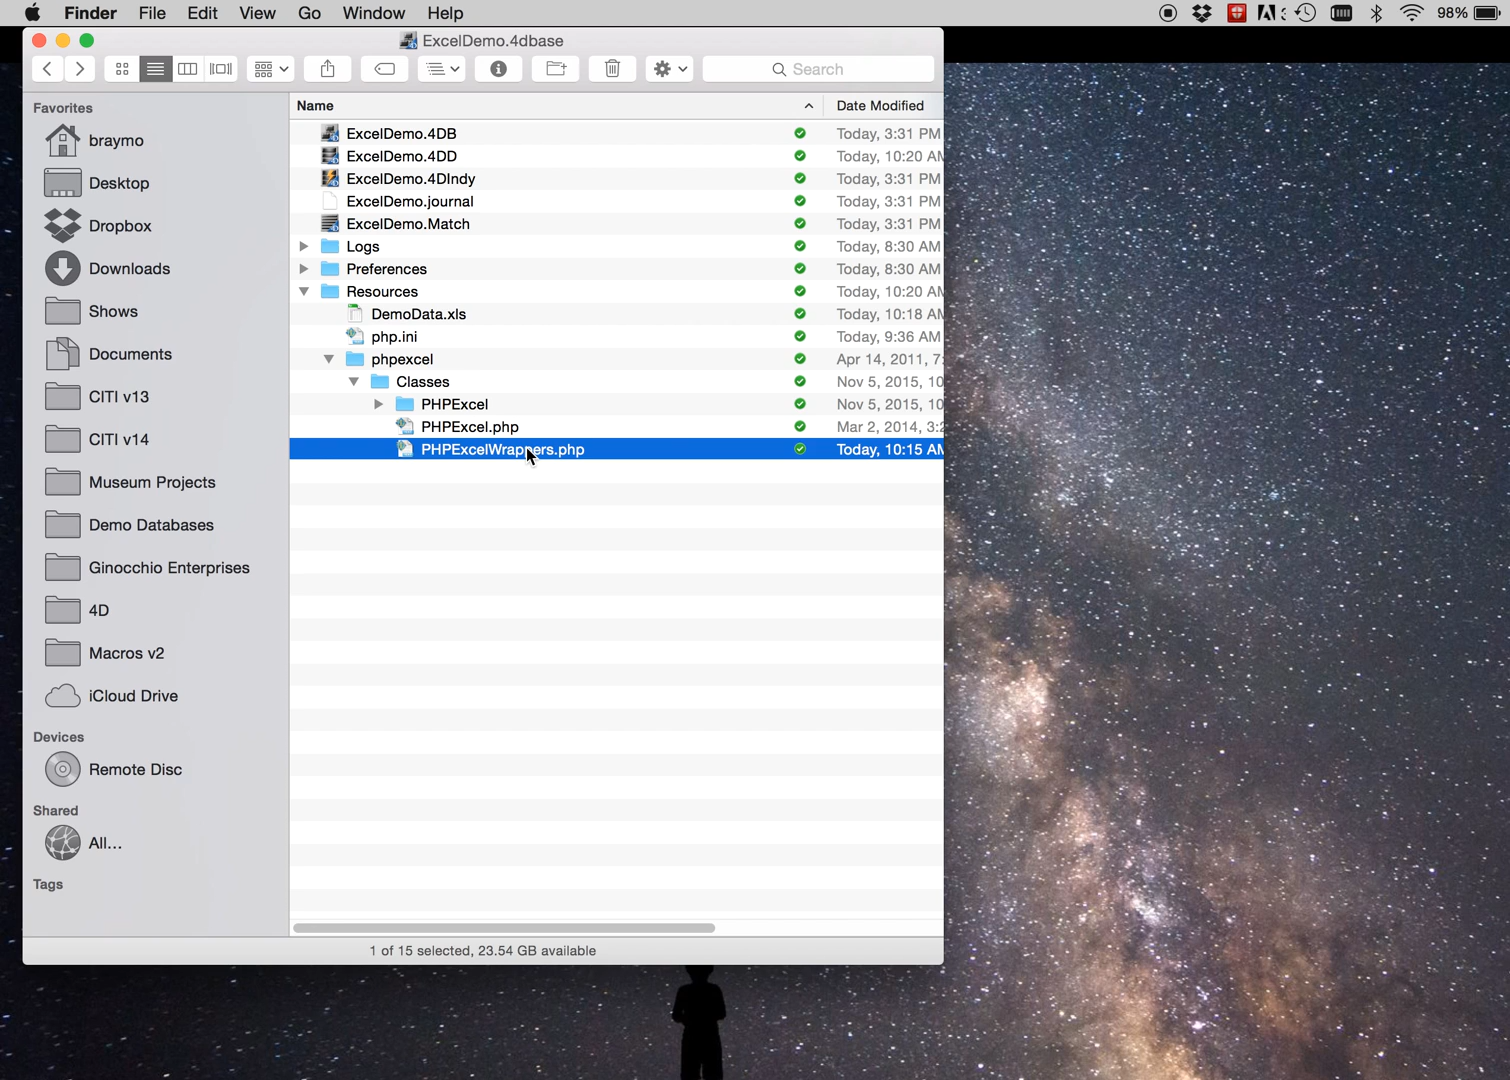 Finder File Edit View Go Window Help 98%
ExcelDemo.4dbase
Search
Favorites
braymo
Desktop
Dropbox
Downloads
Shows
Documents
CITI v13
CITI v14
Museum Projects
Demo Databases
Ginocchio Enterprises
4D
Macros v2
iCloud Drive
Devices
Remote Disc
Shared
All...
Tags
Name Date Modified
ExcelDemo.4DB Today, 3:31 PM
ExcelDemo.4DD Today, 10:20 AM
ExcelDemo.4DIndy Today, 3:31 PM
ExcelDemo.journal Today, 3:31 PM
ExcelDemo.Match Today, 3:31 PM
Logs Today, 8:30 AM
Preferences Today, 8:30 AM
Resources Today, 10:20 AM
DemoData.xls Today, 10:18 AM
php.ini Today, 9:36 AM
phpexcel Apr 14, 2011, 7:
Classes Nov 5, 2015, 10
PHPExcel Nov 5, 2015, 10
PHPExcel.php Mar 2, 2014, 3:2
PHPExcelWrappers.php Today, 10:15 AM
1 of 15 selected, 23.54 GB available